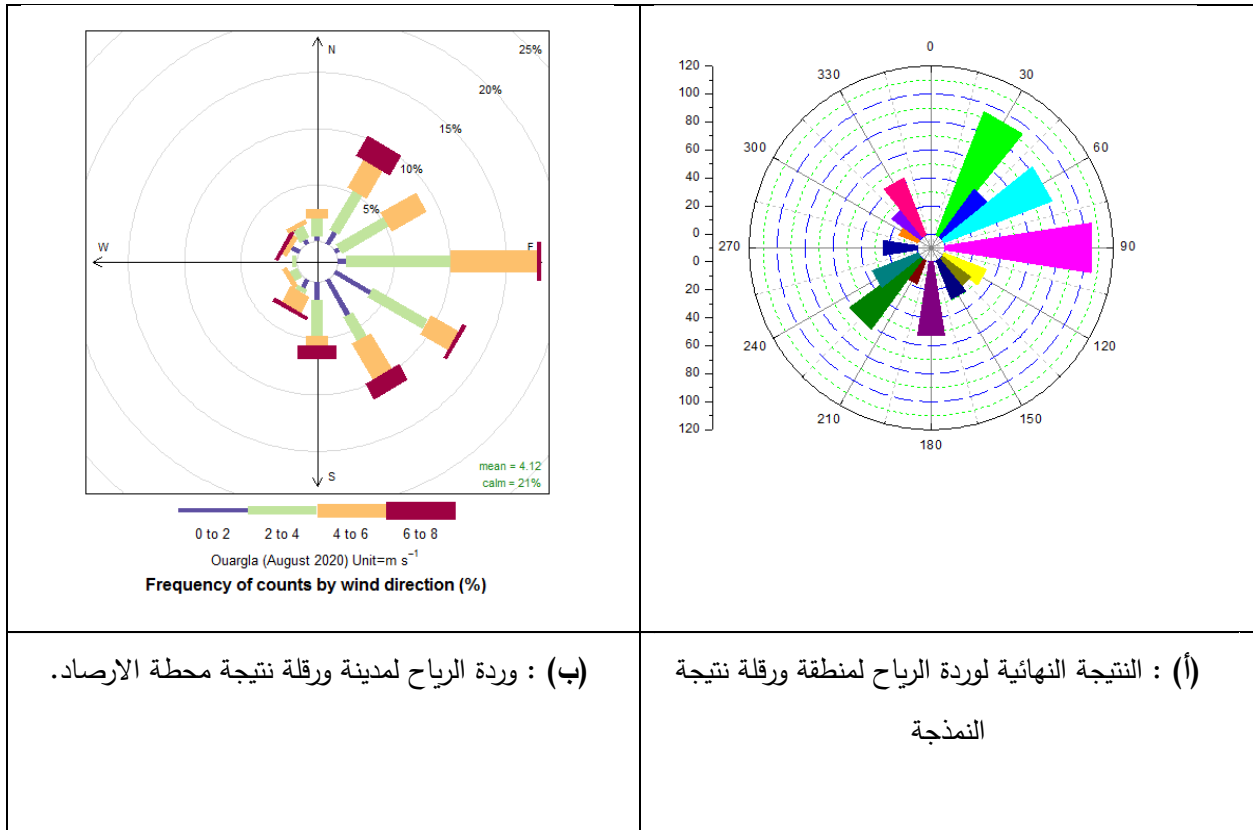 N
25%
20%
15%
10%
5%
W
E
S
mean = 4.12
calm = 21%
0 to 2 2 to 4 4 to 6 6 to 8
Ouargla (August 2020) Unit=m s⁻¹
Frequency of counts by wind direction (%)
0
30
60
90
120
150
180
210
240
270
300
330
120
100
80
60
40
20
0
0
20
40
60
80
100
120
(أ) : النتيجة النهائية لوردة الرياح لمنطقة ورقلة نتيجة
النمذجة
(ب) : وردة الرياح لمدينة ورقلة نتيجة محطة الارصاد.